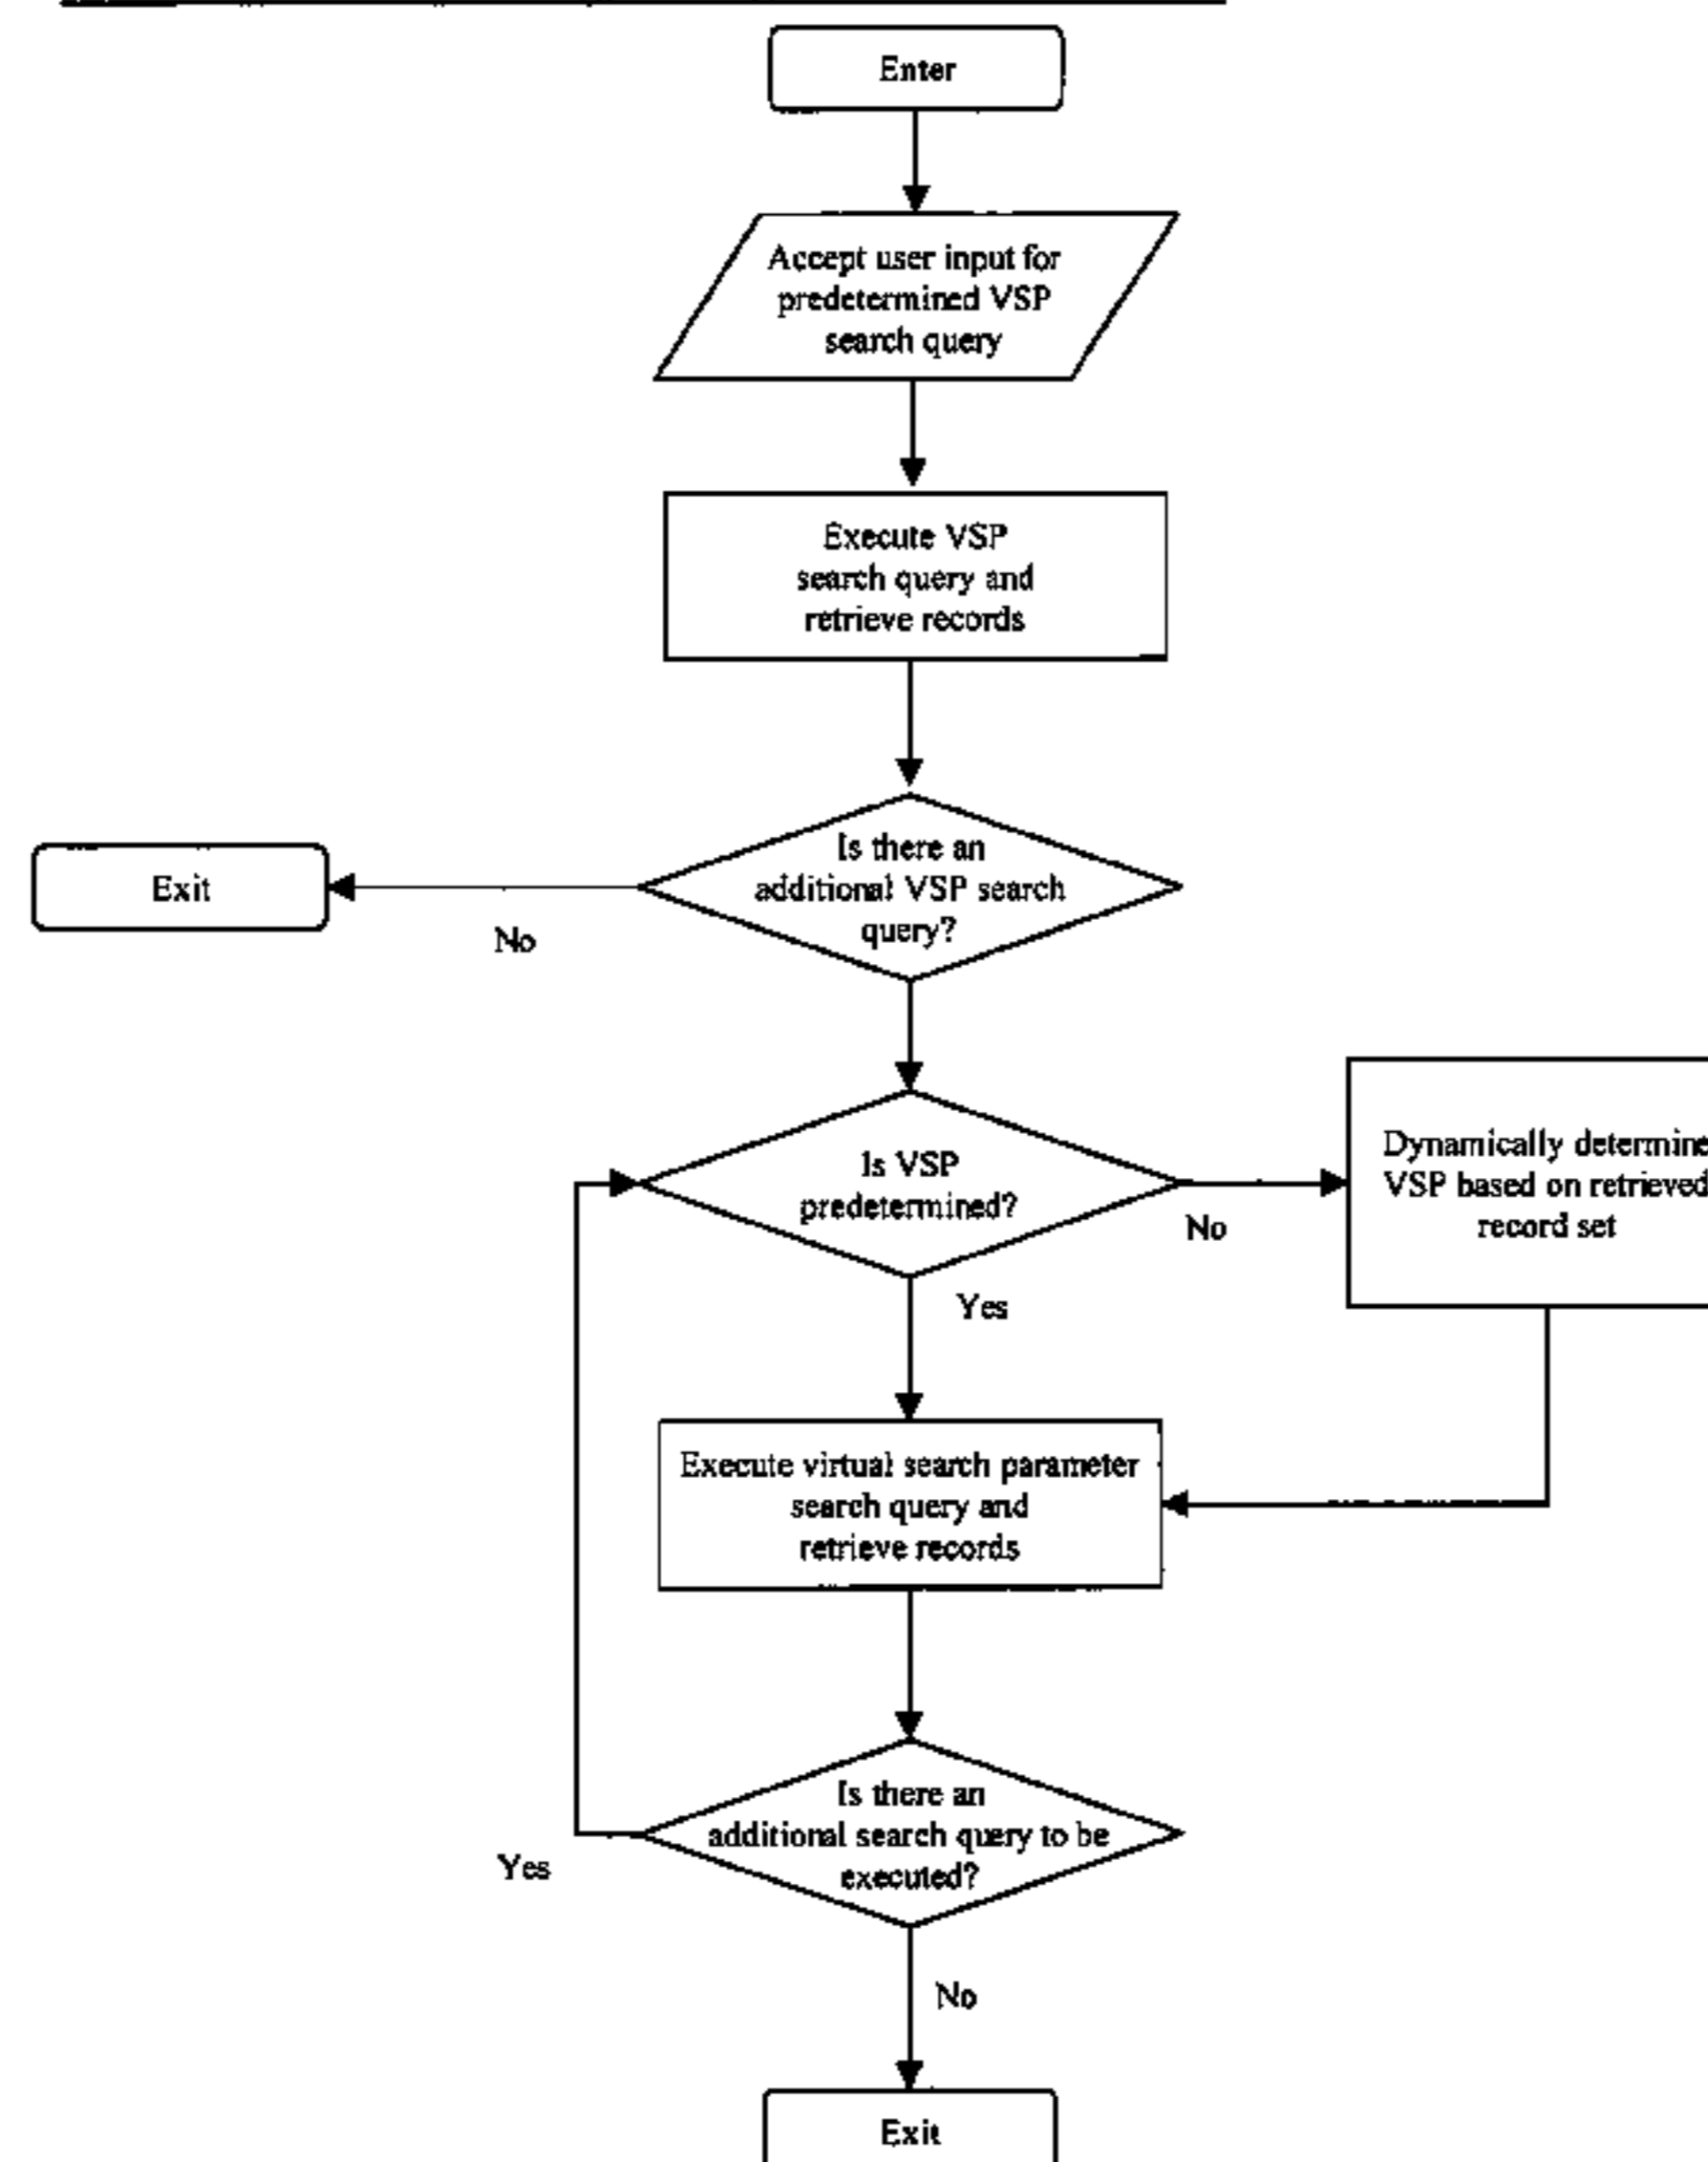 Enter
Accept user input for
predetermined VSP
search query
Execute VSP
search query and
retrieve records
Is there an
additional VSP search
query?
Exit
No
Is VSP
predetermined?
No
Dynamically determine
VSP based on retrieved
record set
Yes
Execute virtual search parameter
search query and
retrieve records
Is there an
additional search query to be
executed?
Yes
No
Exit